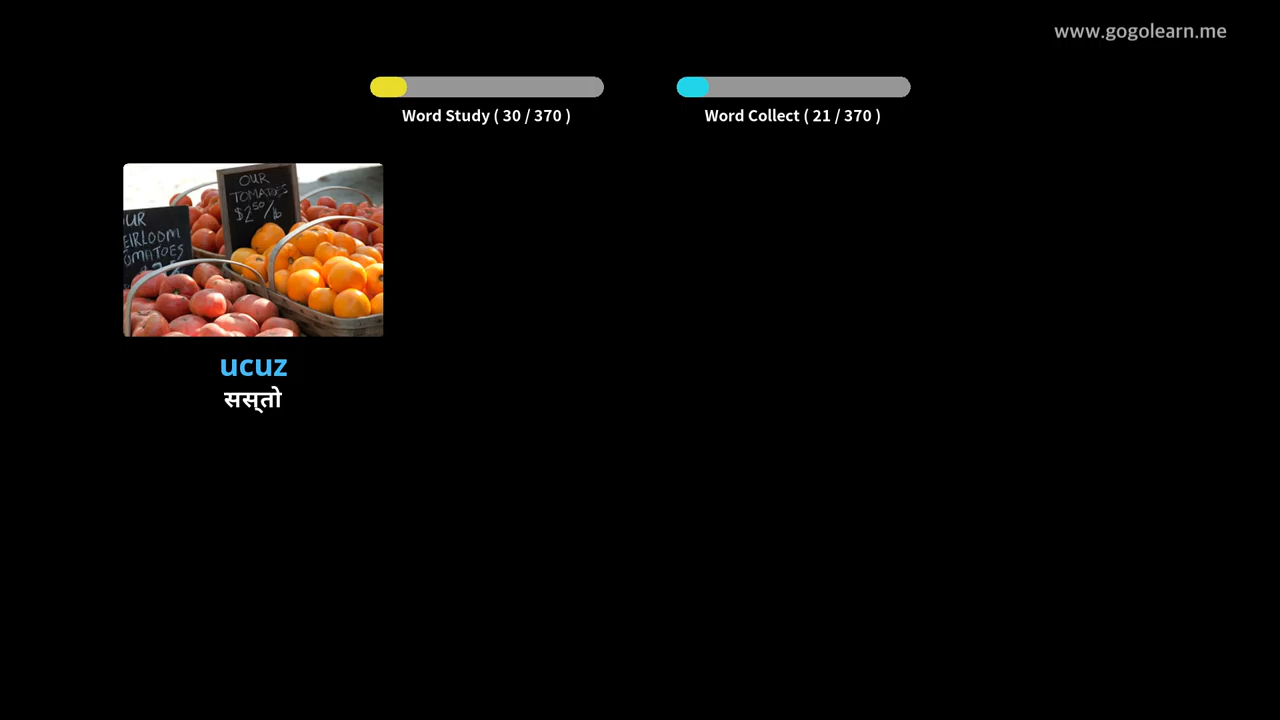 www.gogolearn.me
Word Study ( 30 / 370 )
Word Collect ( 21 / 370 )
OUR
TOMATOES
$2.50/lb
UR
EIRLOOM
OMATOES
ucuz
सस्तो